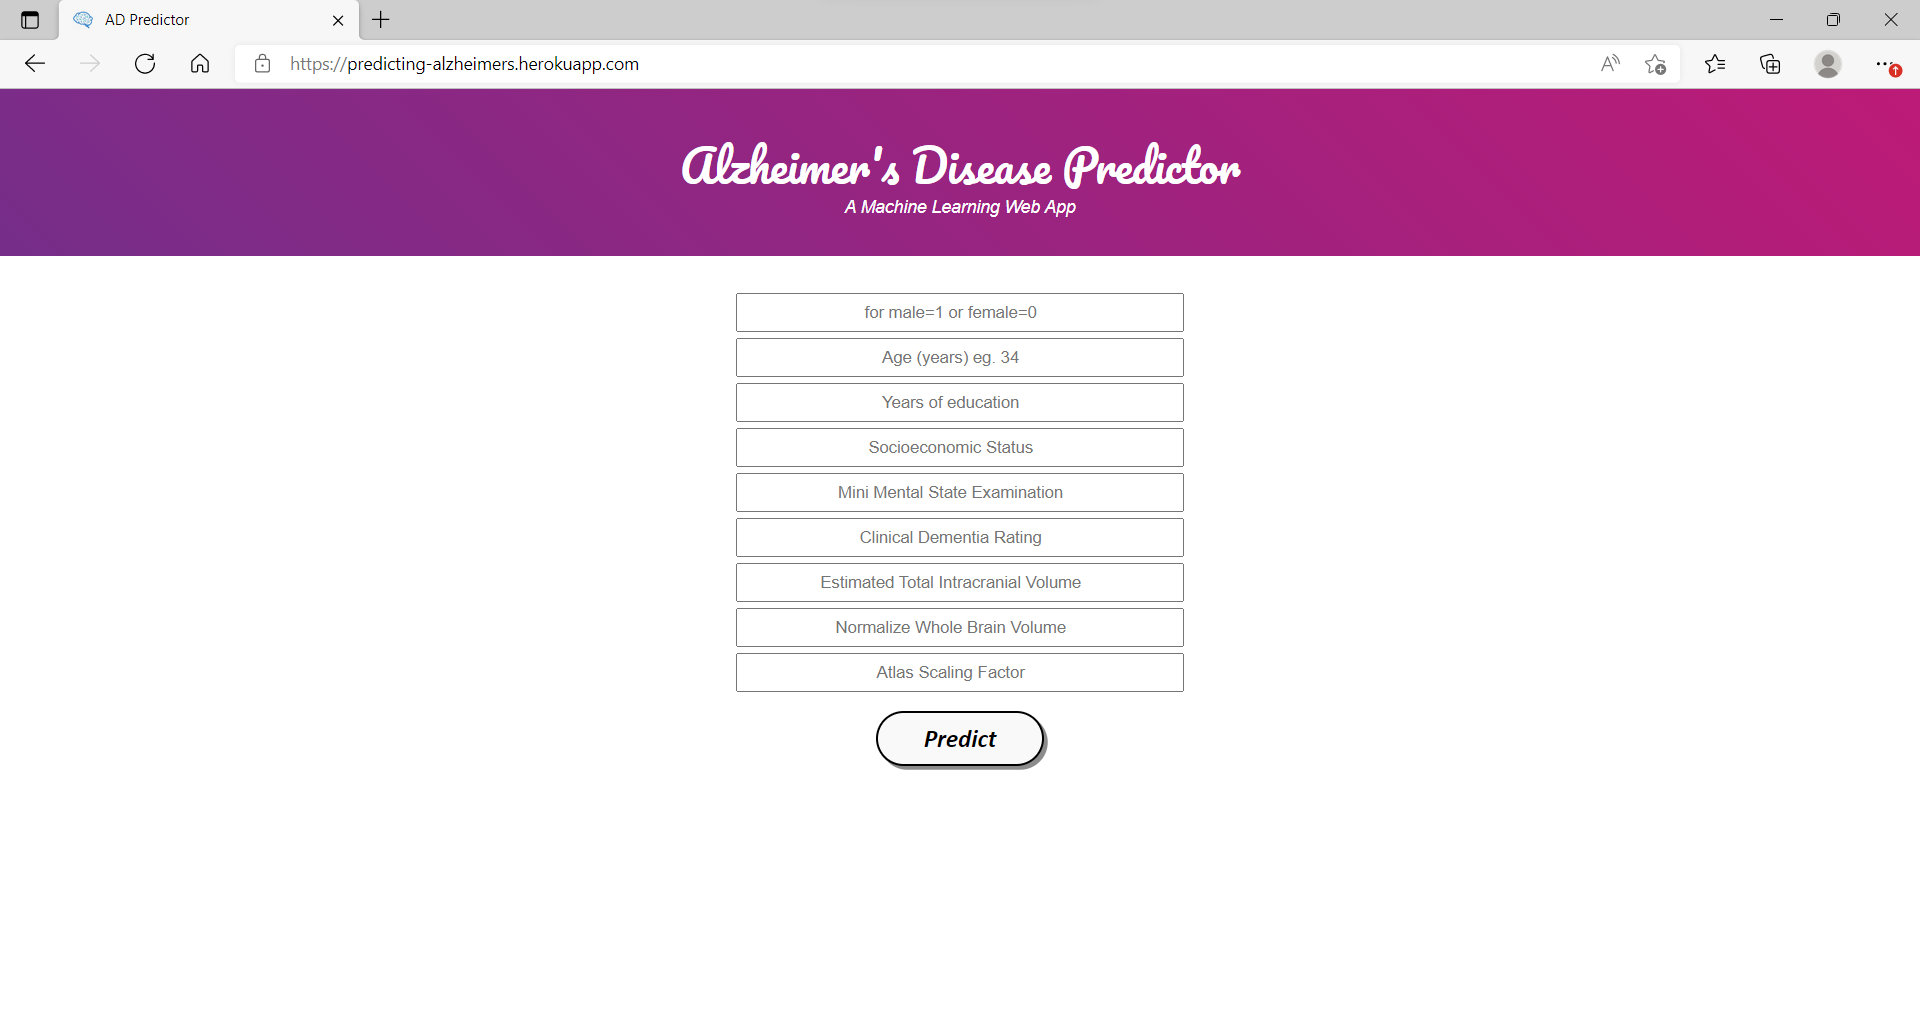 AD Predictor
https://predicting-alzheimers.herokuapp.com
Alzheimer's Disease Predictor
A Machine Learning Web App
for male=1 or female=0
Age (years) eg. 34
Years of education
Socioeconomic Status
Mini Mental State Examination
Clinical Dementia Rating
Estimated Total Intracranial Volume
Normalize Whole Brain Volume
Atlas Scaling Factor
Predict